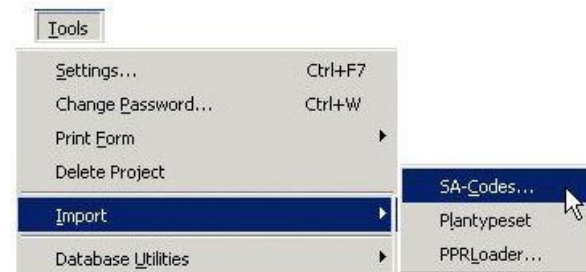 Tools
Settings... Ctrl+F7
Change Password... Ctrl+W
Print Form
Delete Project
Import
Database Utilities
SA-Codes...
Plantypeset
PPRLoader...